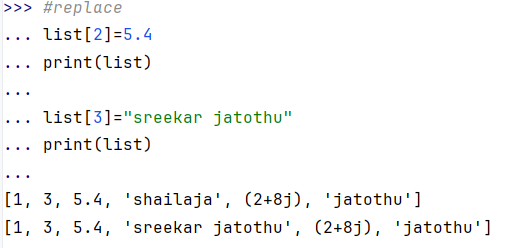 >>> #replace
... list[2]=5.4
... print(list)
...
... list[3]="sreekar jatothu"
... print(list)
...
[1, 3, 5.4, 'shailaja', (2+8j), 'jatothu']
[1, 3, 5.4, 'sreekar jatothu', (2+8j), 'jatothu']